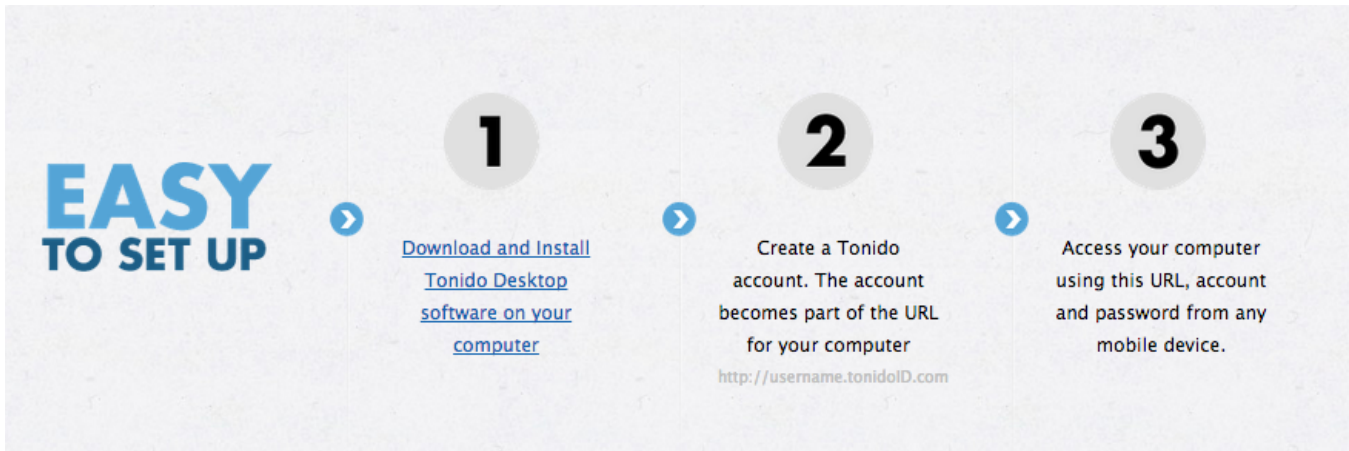 EASY
TO SET UP
1
Download and Install
Tonido Desktop
software on your
computer
2
Create a Tonido
account. The account
becomes part of the URL
for your computer
http://username.tonidoID.com
3
Access your computer
using this URL, account
and password from any
mobile device.